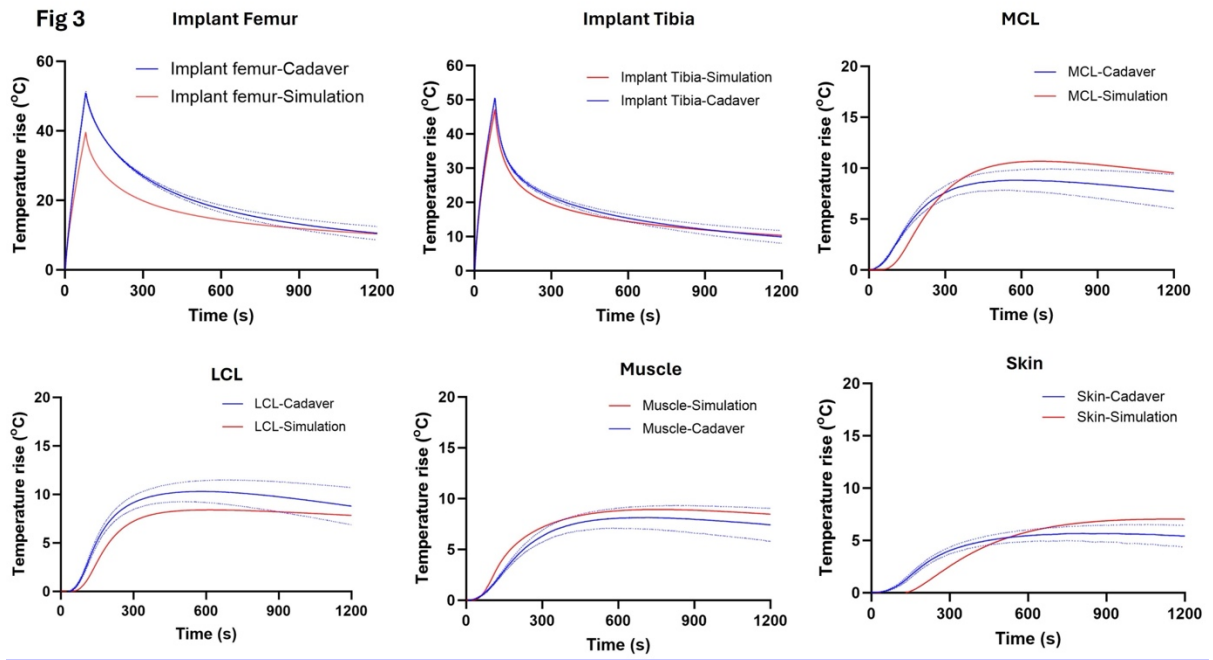 Fig 3
Implant Femur
Implant Tibia
MCL
Temperature rise (°C)
60
40
20
0
Implant femur-Cadaver
Implant femur-Simulation
0 300 600 900 1200
Time (s)
Temperature rise (°C)
60
50
40
30
20
10
0
Implant Tibia-Simulation
Implant Tibia-Cadaver
0 300 600 900 1200
Time (s)
Temperature rise (°C)
20
15
10
5
0
MCL-Cadaver
MCL-Simulation
0 300 600 900 1200
Time (s)
LCL
Temperature rise (°C)
20
15
10
5
0
LCL-Cadaver
LCL-Simulation
0 300 600 900 1200
Time (s)
Muscle
Temperature rise (°C)
20
15
10
5
0
Muscle-Simulation
Muscle-Cadaver
0 300 600 900 1200
Time (s)
Skin
Temperature rise (°C)
20
15
10
5
0
Skin-Cadaver
Skin-Simulation
0 300 600 900 1200
Time (s)